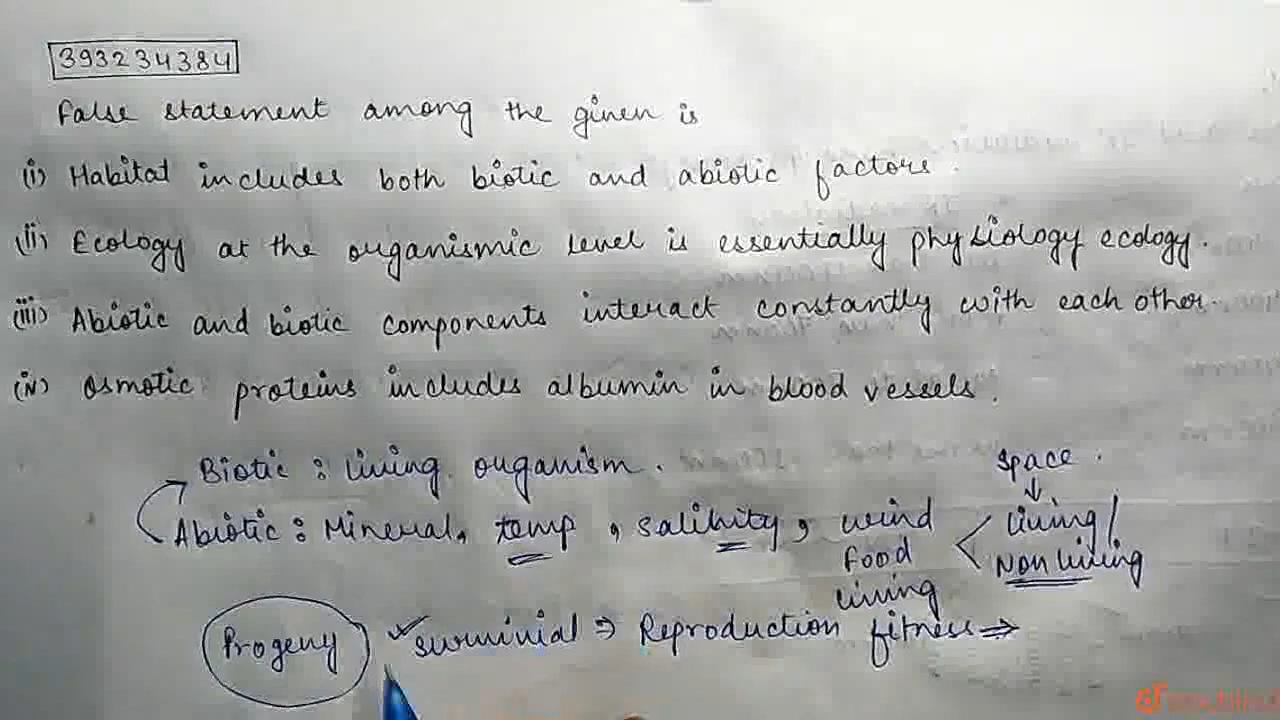 393234384
False statement among the given is
(i) Habitat includes both biotic and abiotic factors.
(ii) Ecology at the organismic level is essentially physiology ecology.
(iii) Abiotic and biotic components interact constantly with each other.
(iv) Osmotic proteins includes albumin in blood vessels.
Biotic : Living organism.
Space.
Abiotic : Mineral, temp, salinity, wind
Living/
food
Non living
living
Progeny ✓ Survivial ⇒ Reproduction fitness ⇒